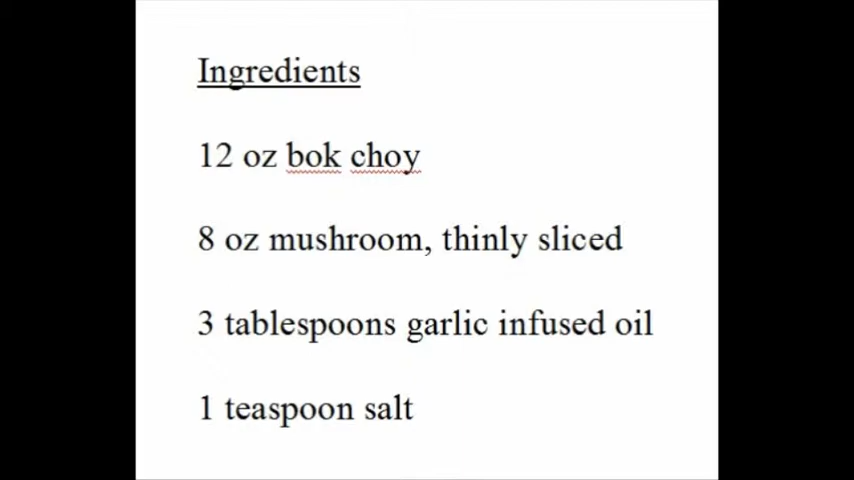 Ingredients
12 oz bok choy
8 oz mushroom, thinly sliced
3 tablespoons garlic infused oil
1 teaspoon salt